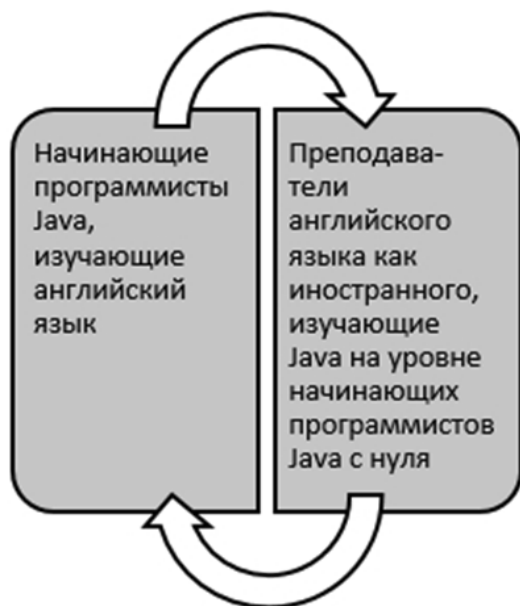 Начинающие
программисты
Java,
изучающие
английский
язык
Преподава-
тели
английского
языка как
иностранного,
изучающие
Java на уровне
начинающих
программистов
Java с нуля